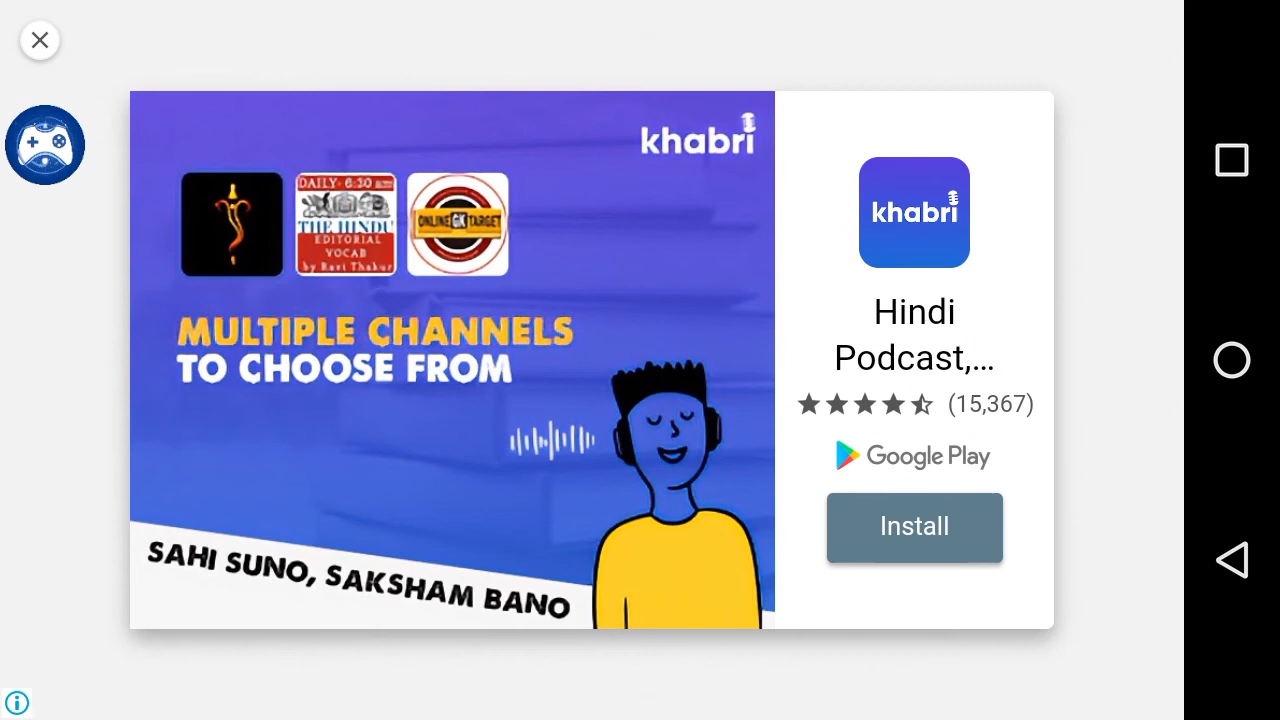 khabri
DAILY- 6:30 am
THE HINDU
EDITORIAL
VOCAB
by Ravi Thakur
ONLINE GK TARGET
MULTIPLE CHANNELS
TO CHOOSE FROM
SAHI SUNO, SAKSHAM BANO
khabri
Hindi
Podcast,...
(15,367)
Google Play
Install